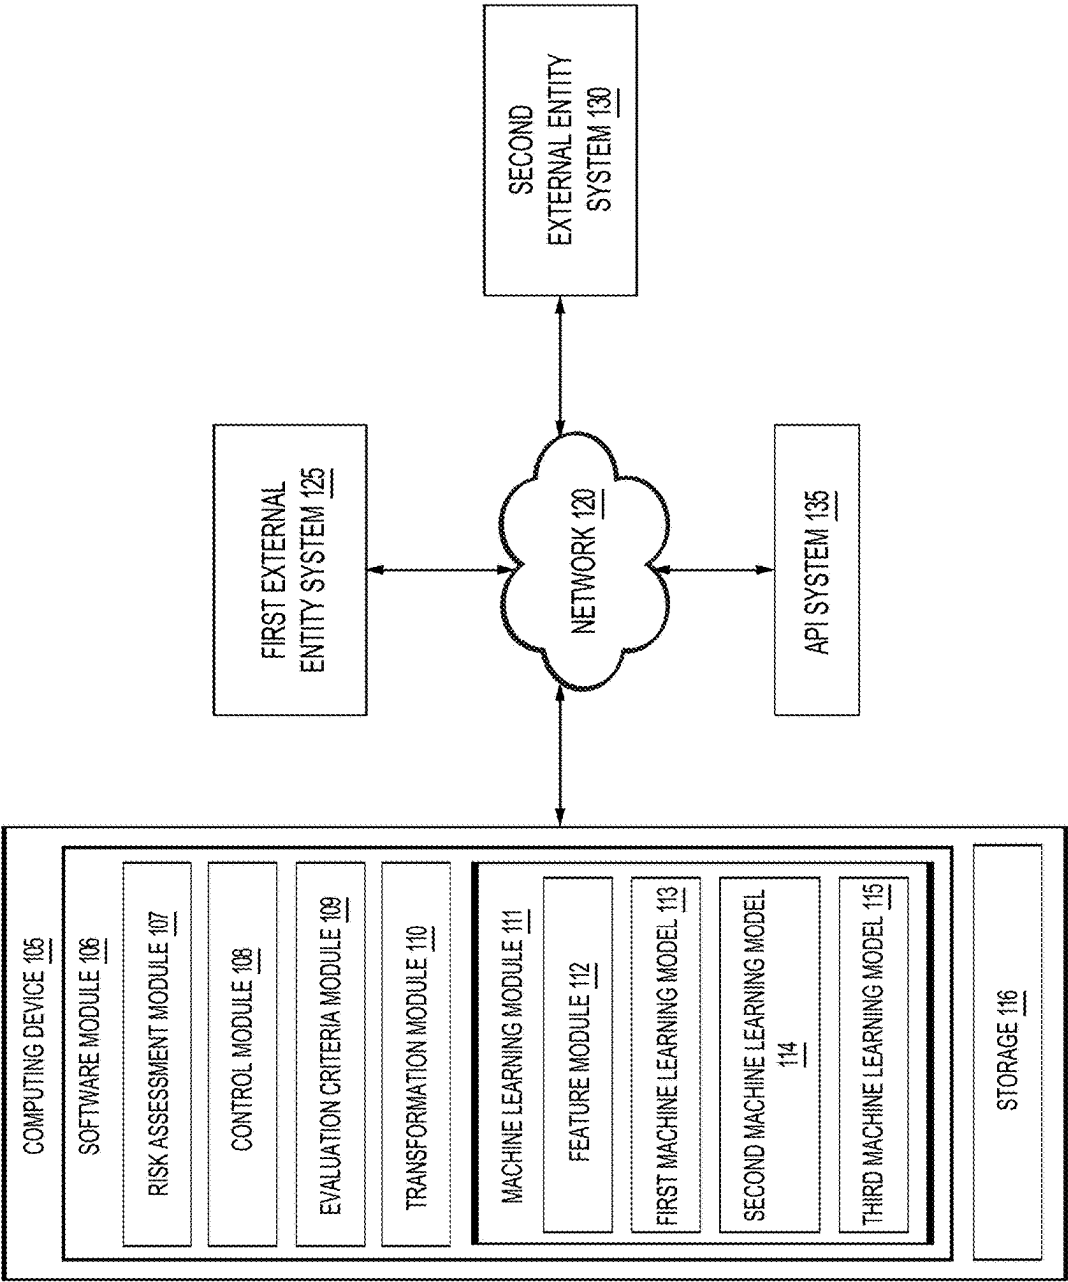 COMPUTING DEVICE 105
SOFTWARE MODULE 106
RISK ASSESSMENT MODULE 107
CONTROL MODULE 108
EVALUATION CRITERIA MODULE 109
TRANSFORMATION MODULE 110
MACHINE LEARNING MODULE 111
FEATURE MODULE 112
FIRST MACHINE LEARNING MODEL 113
SECOND MACHINE LEARNING MODEL
114
THIRD MACHINE LEARNING MODEL 115
STORAGE 116
FIRST EXTERNAL
ENTITY SYSTEM 125
NETWORK 120
API SYSTEM 135
SECOND
EXTERNAL ENTITY
SYSTEM 130